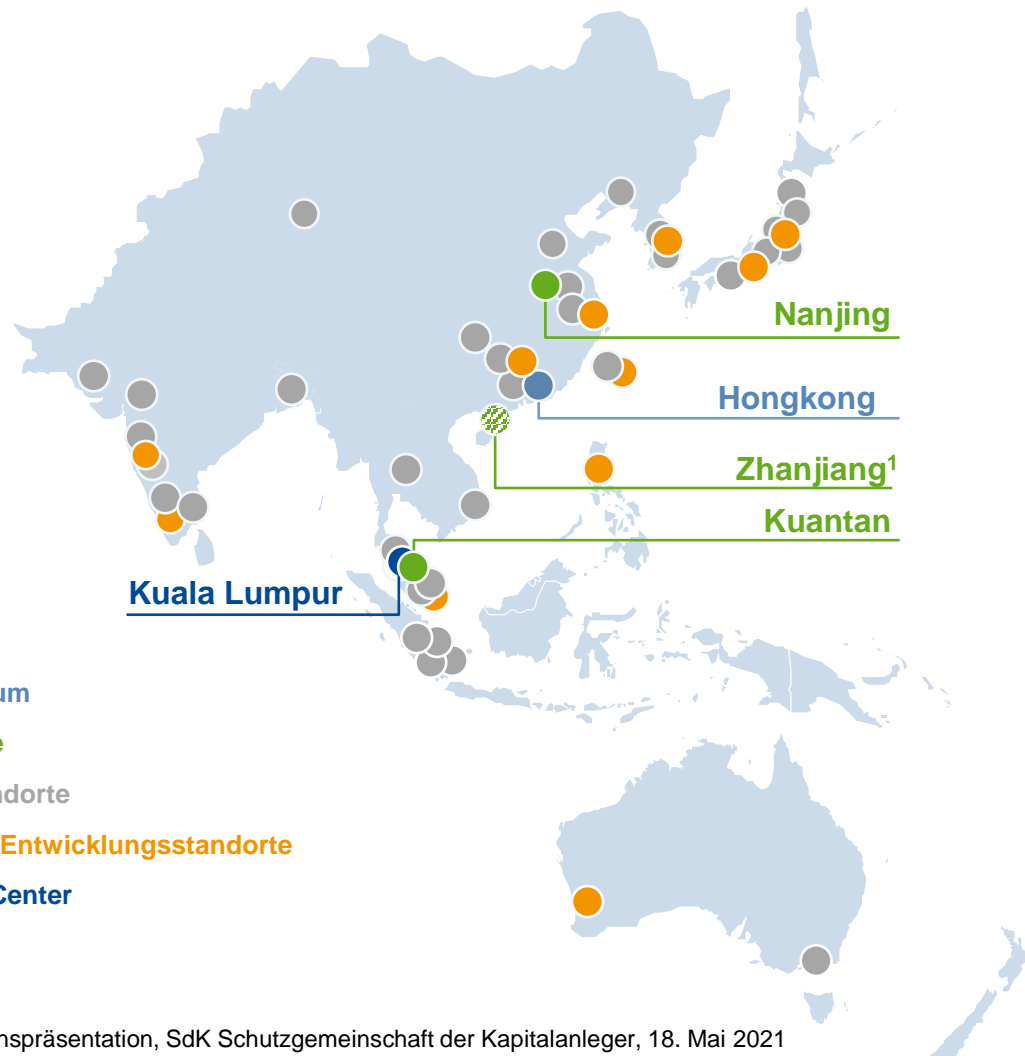 Nanjing
Hongkong
Zhanjiang¹
Kuantan
Kuala Lumpur
um
e
ndorte
Entwicklungsstandorte
Center
nspräsentation, SdK Schutzgemeinschaft der Kapitalanleger, 18. Mai 2021